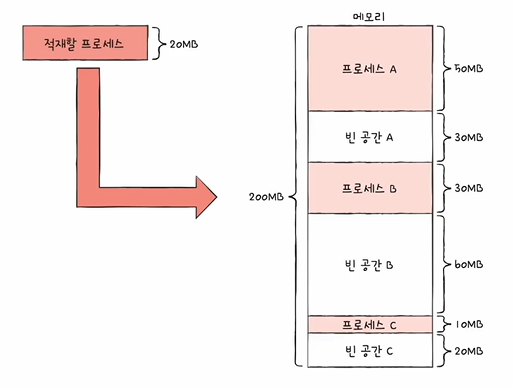 적재할 프로세스
20MB
메모리
200MB
프로세스 A
50MB
빈 공간 A
30MB
프로세스 B
30MB
빈 공간 B
60MB
프로세스 C
10MB
빈 공간 C
20MB